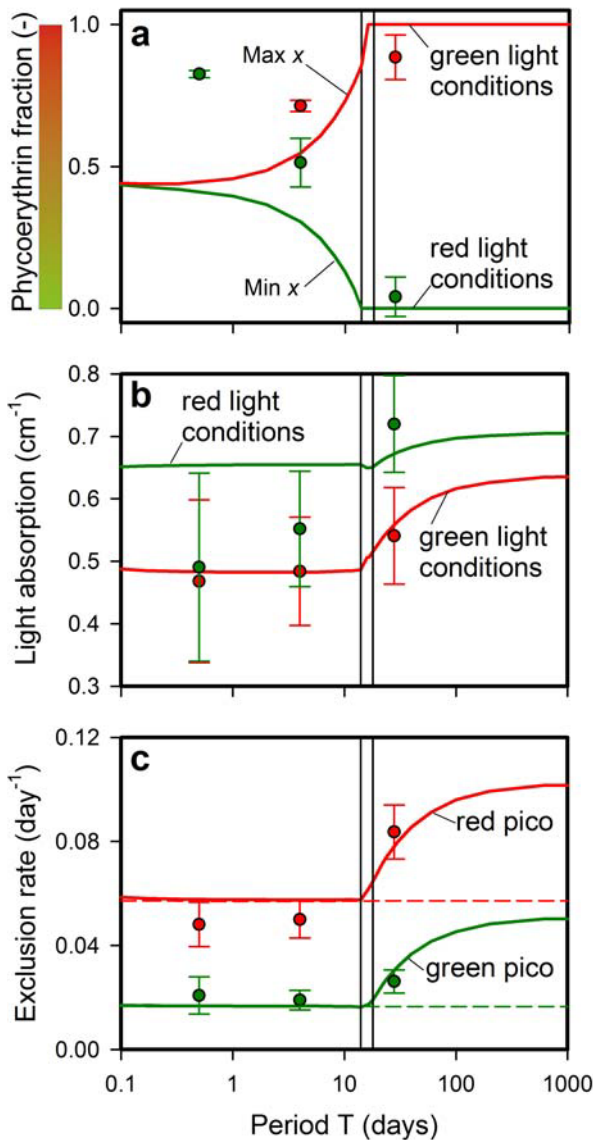 Phycoerythrin fraction (-)
1.0
0.5
0.0
a
Max x
green light
conditions
Min x
red light
conditions
Light absorption (cm-1)
0.8
0.7
0.6
0.5
0.4
0.3
b
red light
conditions
green light
conditions
Exclusion rate (day-1)
0.12
0.08
0.04
0.00
c
red pico
green pico
0.1
1
10
100
1000
Period T (days)